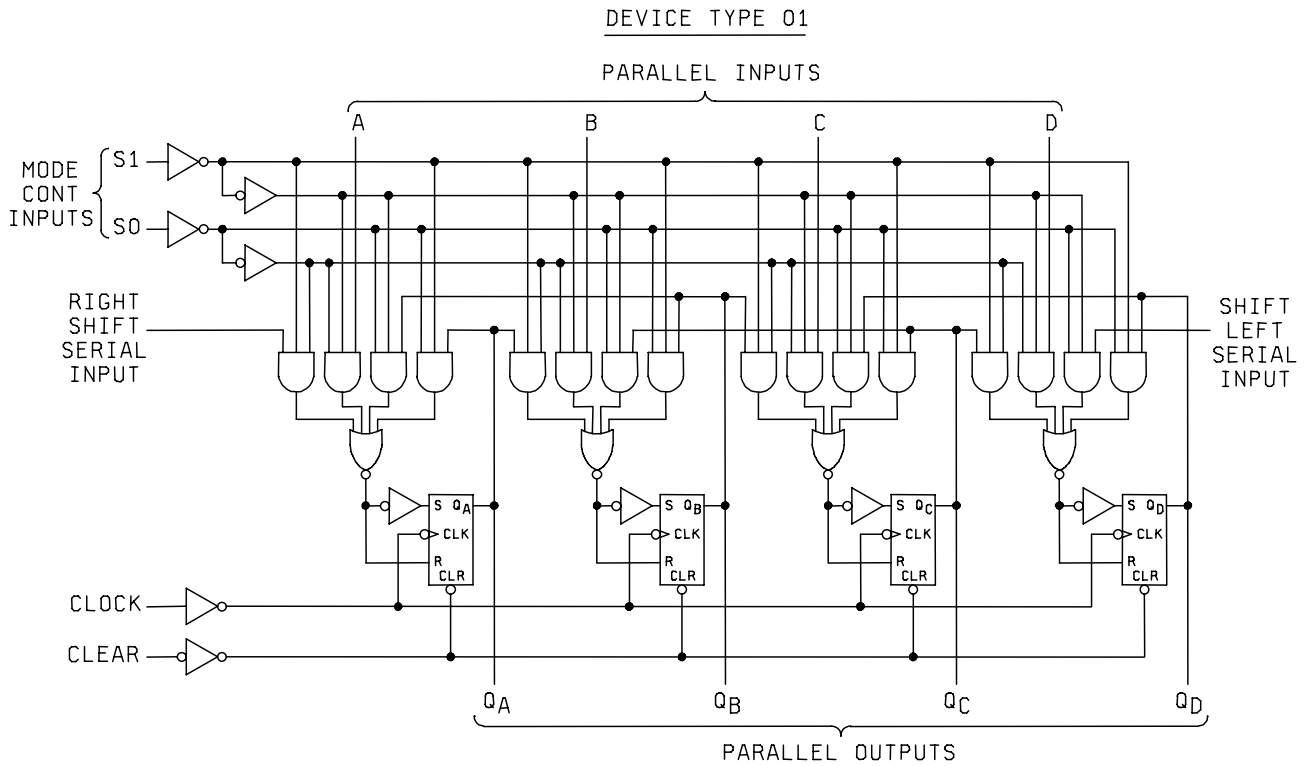 DEVICE TYPE 01
PARALLEL INPUTS
A B C D
MODE
CONT
INPUTS
S1
S0
RIGHT
SHIFT
SERIAL
INPUT
SHIFT
LEFT
SERIAL
INPUT
S QA
CLK
R
CLR
S QB
CLK
R
CLR
S QC
CLK
R
CLR
S QD
CLK
R
CLR
CLOCK
CLEAR
QA QB QC QD
PARALLEL OUTPUTS